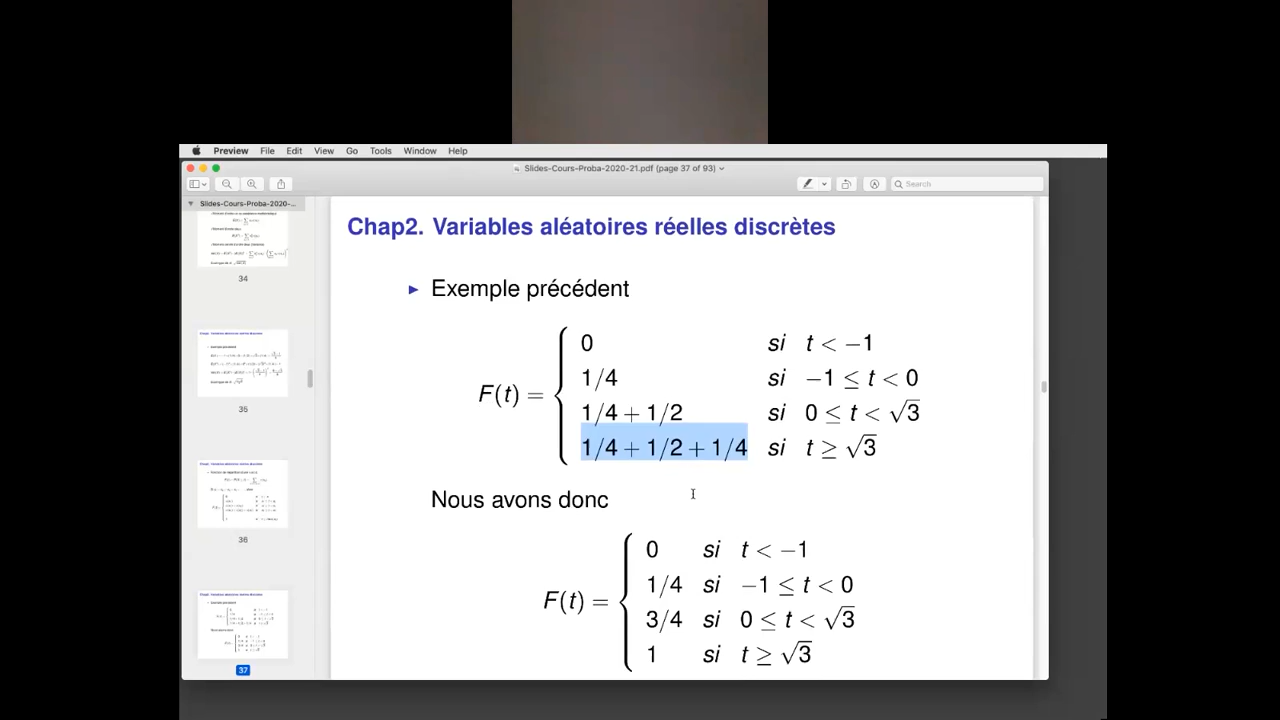 Preview File Edit View Go Tools Window Help
Slides-Cours-Proba-2020-21.pdf (page 37 of 93)
Search
Slides-Cours-Proba-2020-...
34
35
36
37
Chap2. Variables aléatoires réelles discrètes
► Exemple précédent
F(t) =
0 si t < −1
1/4 si −1 ≤ t < 0
1/4 + 1/2 si 0 ≤ t < √3
1/4 + 1/2 + 1/4 si t ≥ √3
Nous avons donc
F(t) =
0 si t < −1
1/4 si −1 ≤ t < 0
3/4 si 0 ≤ t < √3
1 si t ≥ √3